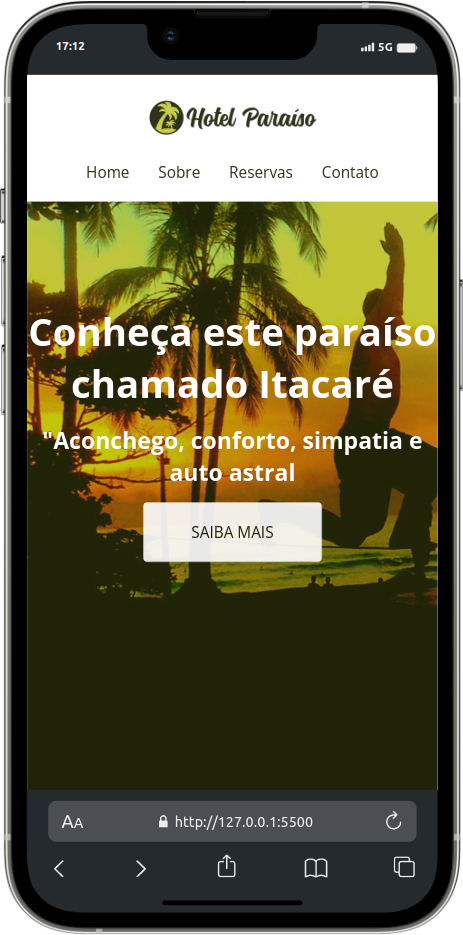 17:12
5G
Hotel Paraíso
Home Sobre Reservas Contato
Conheça este paraíso
chamado Itacaré
"Aconchego, conforto, simpatia e
auto astral
SAIBA MAIS
AA http://127.0.0.1:5500